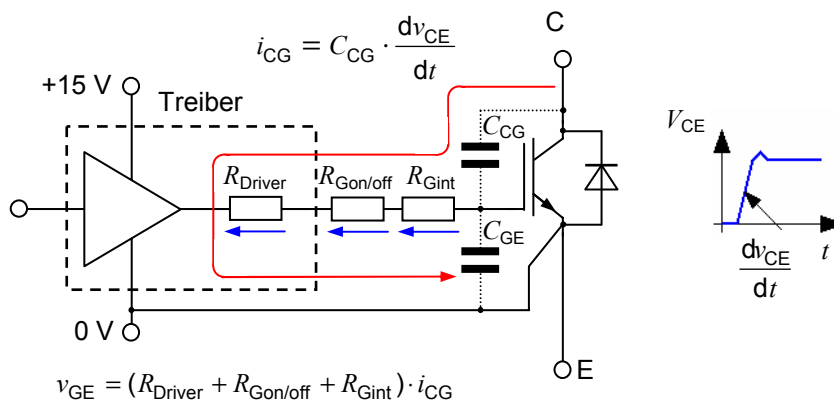 i_CG = C_CG · dv_CE/dt
C
+15 V
Treiber
C_CG
V_CE
R_Driver
R_Gon/off
R_Gint
C_GE
t
dv_CE/dt
0 V
E
v_GE = (R_Driver + R_Gon/off + R_Gint) · i_CG